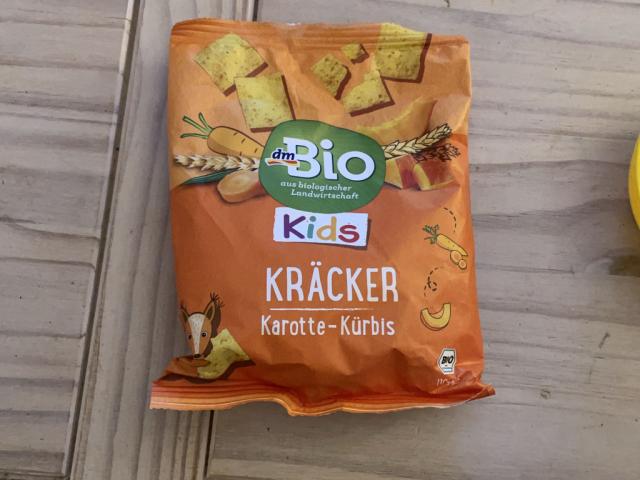 dm
Bio
aus biologischer
Landwirtschaft
Kids
KRÄCKER
Karotte-Kürbis
BIO